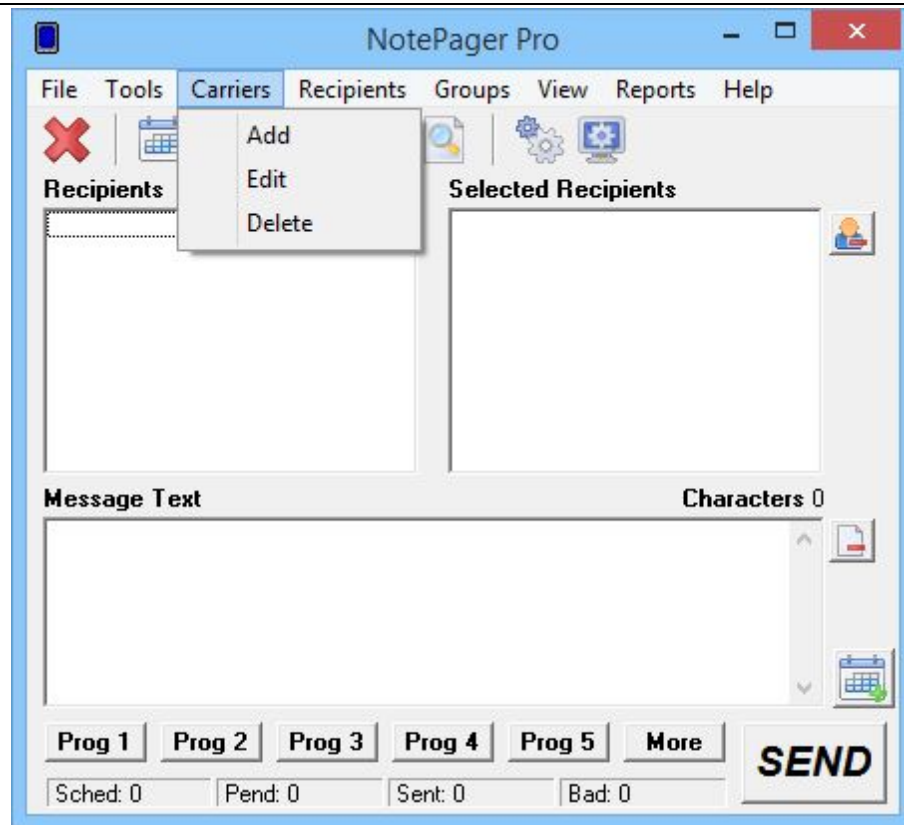 NotePager Pro
File Tools Carriers Recipients Groups View Reports Help
Add
Edit
Delete
Recipients Selected Recipients
Message Text Characters 0
Prog 1 Prog 2 Prog 3 Prog 4 Prog 5 More
SEND
Sched: 0 Pend: 0 Sent: 0 Bad: 0